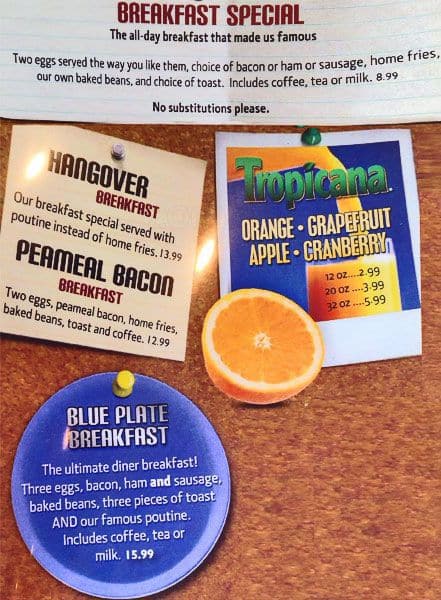 BREAKFAST SPECIAL
The all-day breakfast that made us famous
Two eggs served the way you like them, choice of bacon or ham or sausage, home fries,
our own baked beans, and choice of toast. Includes coffee, tea or milk. 8.99
No substitutions please.
HANGOVER
BREAKFAST
Our breakfast special served with
poutine instead of home fries. 13.99
PEAMEAL BACON
BREAKFAST
Two eggs, peameal bacon, home fries,
baked beans, toast and coffee. 12.99
Tropicana
ORANGE • GRAPEFRUIT
APPLE • CRANBERRY
12 oz....2.99
20 oz....3.99
32 oz....5.99
BLUE PLATE
BREAKFAST
The ultimate diner breakfast!
Three eggs, bacon, ham and sausage,
baked beans, three pieces of toast
AND our famous poutine.
Includes coffee, tea or
milk. 15.99